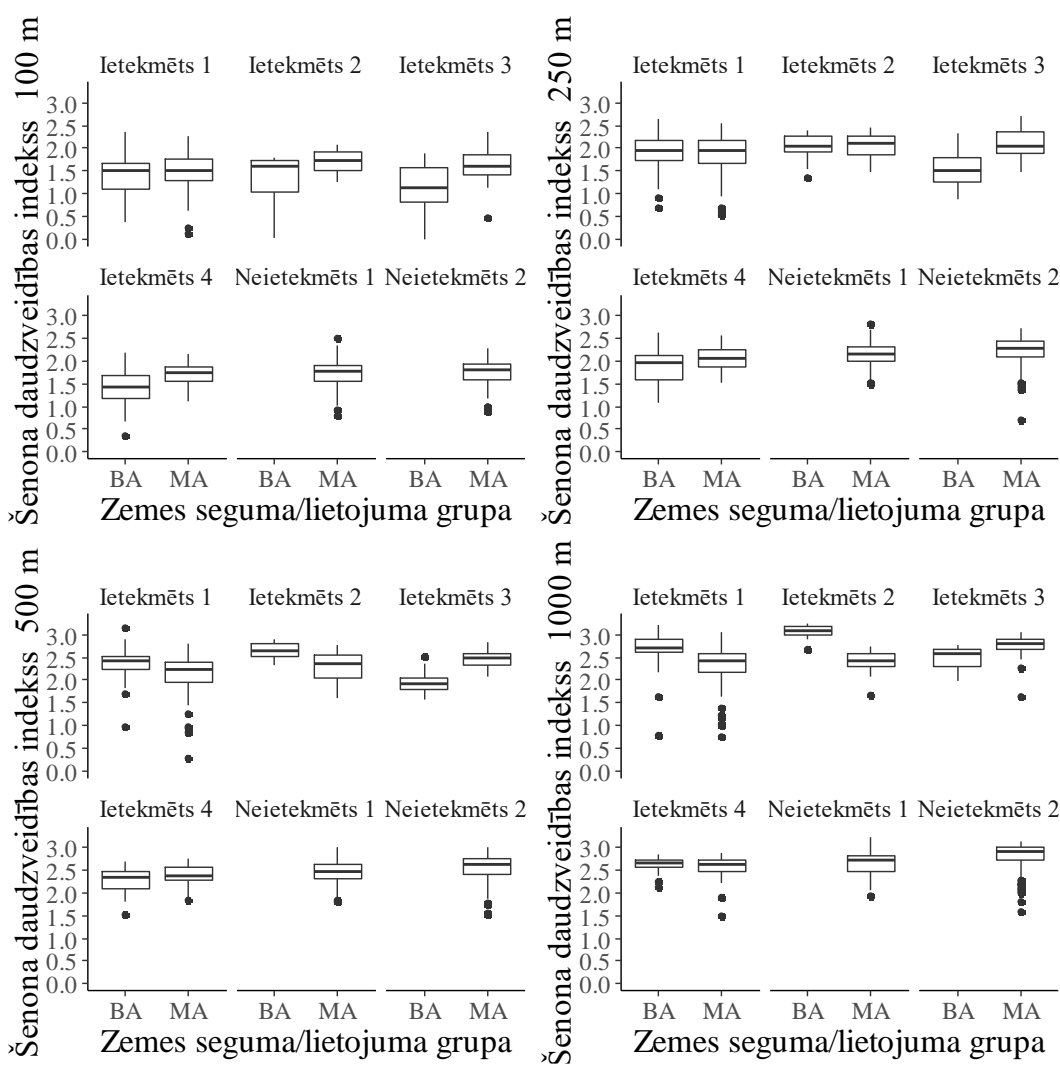 Šenona daudzveidības indekss 100 m
Ietekmēts 1 Ietekmēts 2 Ietekmēts 3
3.0
2.5
2.0
1.5
1.0
0.5
0.0
Ietekmēts 4 Neietekmēts 1 Neietekmēts 2
3.0
2.5
2.0
1.5
1.0
0.5
0.0
BA MA BA MA BA MA
Zemes seguma/lietojuma grupa
Šenona daudzveidības indekss 250 m
Ietekmēts 1 Ietekmēts 2 Ietekmēts 3
3.0
2.5
2.0
1.5
1.0
0.5
0.0
Ietekmēts 4 Neietekmēts 1 Neietekmēts 2
3.0
2.5
2.0
1.5
1.0
0.5
0.0
BA MA BA MA BA MA
Zemes seguma/lietojuma grupa
Šenona daudzveidības indekss 500 m
Ietekmēts 1 Ietekmēts 2 Ietekmēts 3
3.0
2.5
2.0
1.5
1.0
0.5
0.0
Ietekmēts 4 Neietekmēts 1 Neietekmēts 2
3.0
2.5
2.0
1.5
1.0
0.5
0.0
BA MA BA MA BA MA
Zemes seguma/lietojuma grupa
Šenona daudzveidības indekss 1000 m
Ietekmēts 1 Ietekmēts 2 Ietekmēts 3
3.0
2.5
2.0
1.5
1.0
0.5
0.0
Ietekmēts 4 Neietekmēts 1 Neietekmēts 2
3.0
2.5
2.0
1.5
1.0
0.5
0.0
BA MA BA MA BA MA
Zemes seguma/lietojuma grupa